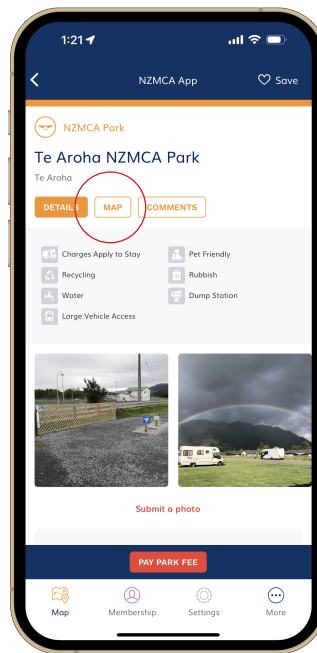 1:21
NZMCA App
Save
NZMCA Park
Te Aroha NZMCA Park
Te Aroha
DETAILS
MAP
COMMENTS
Charges Apply to Stay
Pet Friendly
Recycling
Rubbish
Water
Dump Station
Large Vehicle Access
Submit a photo
PAY PARK FEE
Map
Membership
Settings
More